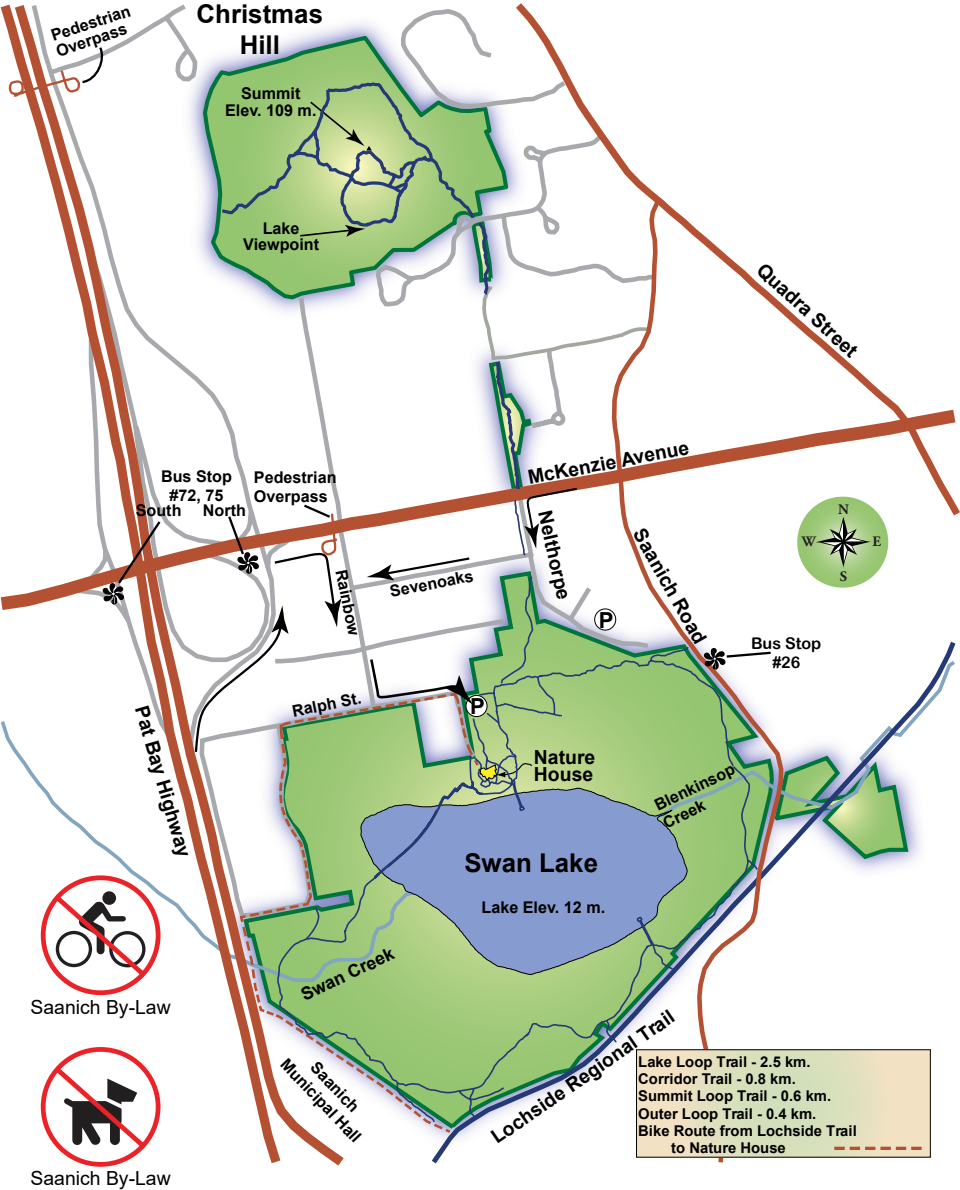 Pedestrian
Overpass
Christmas
Hill
Summit
Elev. 109 m.
Lake
Viewpoint
Quadra Street
McKenzie Avenue
Bus Stop
#72, 75
South North
Pedestrian
Overpass
Nelthorpe
N
W E
S
Sevenoaks
Rainbow
Saanich Road
P
Bus Stop
#26
Ralph St.
P
Pat Bay Highway
Nature
House
Blenkinsop
Creek
Swan Lake
Lake Elev. 12 m.
Swan Creek
Saanich By-Law
Saanich
Municipal Hall
Lochside Regional Trail
Lake Loop Trail - 2.5 km.
Corridor Trail - 0.8 km.
Summit Loop Trail - 0.6 km.
Outer Loop Trail - 0.4 km.
Bike Route from Lochside Trail
to Nature House
Saanich By-Law